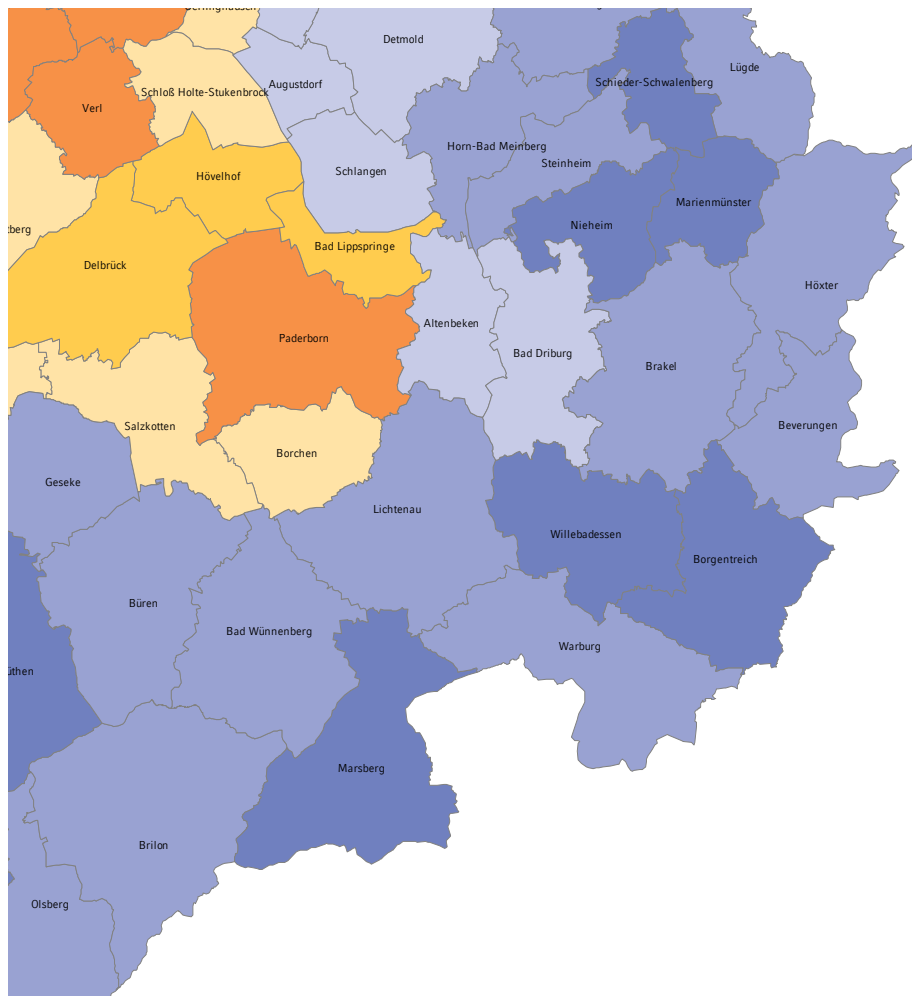 Detmold
Lügde
Schieder-Schwalenberg
Augustdorf
Schloß Holte-Stukenbrock
Verl
Horn-Bad Meinberg
Steinheim
Schlangen
Hövelhof
Marienmünster
Nieheim
Bad Lippspringe
Delbrück
Höxter
Altenbeken
Paderborn
Bad Driburg
Brakel
Salzkotten
Beverungen
Borchen
Geseke
Lichtenau
Willebadessen
Borgentreich
Büren
Bad Wünnenberg
Warburg
üthen
Marsberg
Brilon
Olsberg